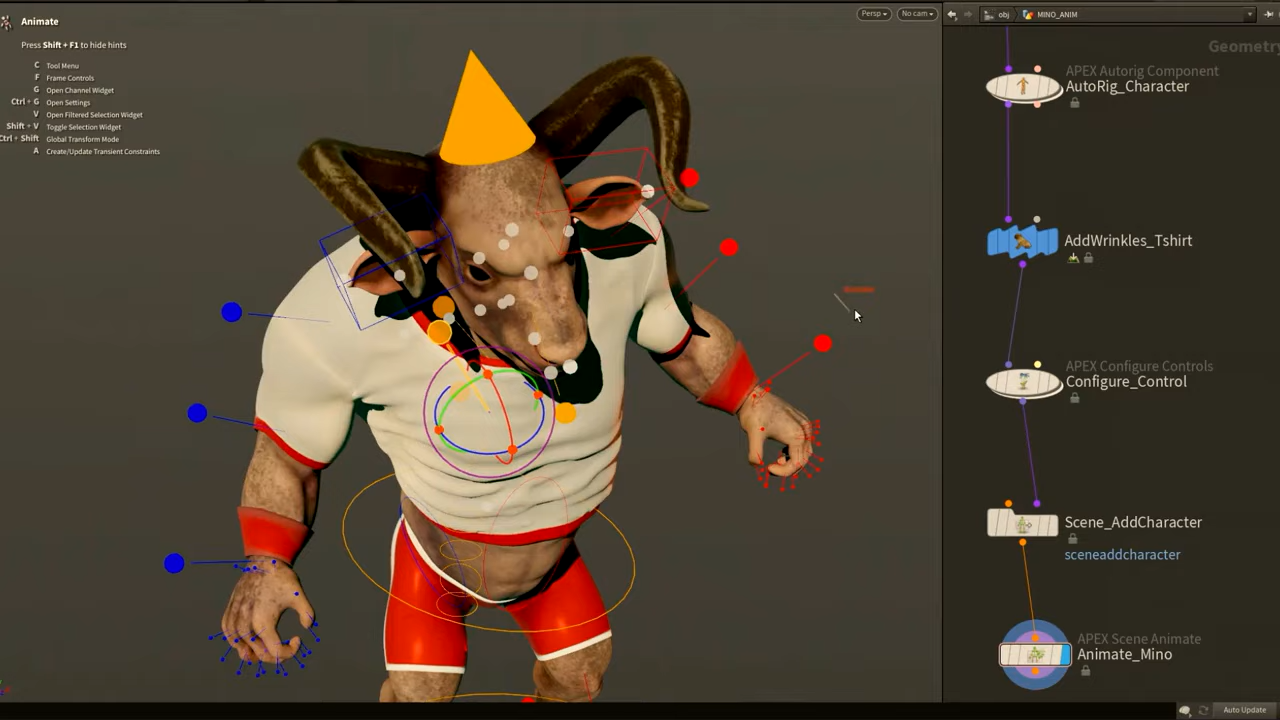 Animate
Press Shift + F1 to hide hints
C Tool Menu
F Frame Controls
G Open Channel Widget
Ctrl + G Open Settings
V Open Filtered Selection Widget
Shift + V Toggle Selection Widget
Ctrl + Shift Global Transform Mode
A Create/Update Transient Constraints
Persp
No cam
obj
MINO_ANIM
Geometry
APEX Autorig Component
AutoRig_Character
AddWrinkles_Tshirt
APEX Configure Controls
Configure_Control
Scene_AddCharacter
sceneaddcharacter
APEX Scene Animate
Animate_Mino
Auto Update